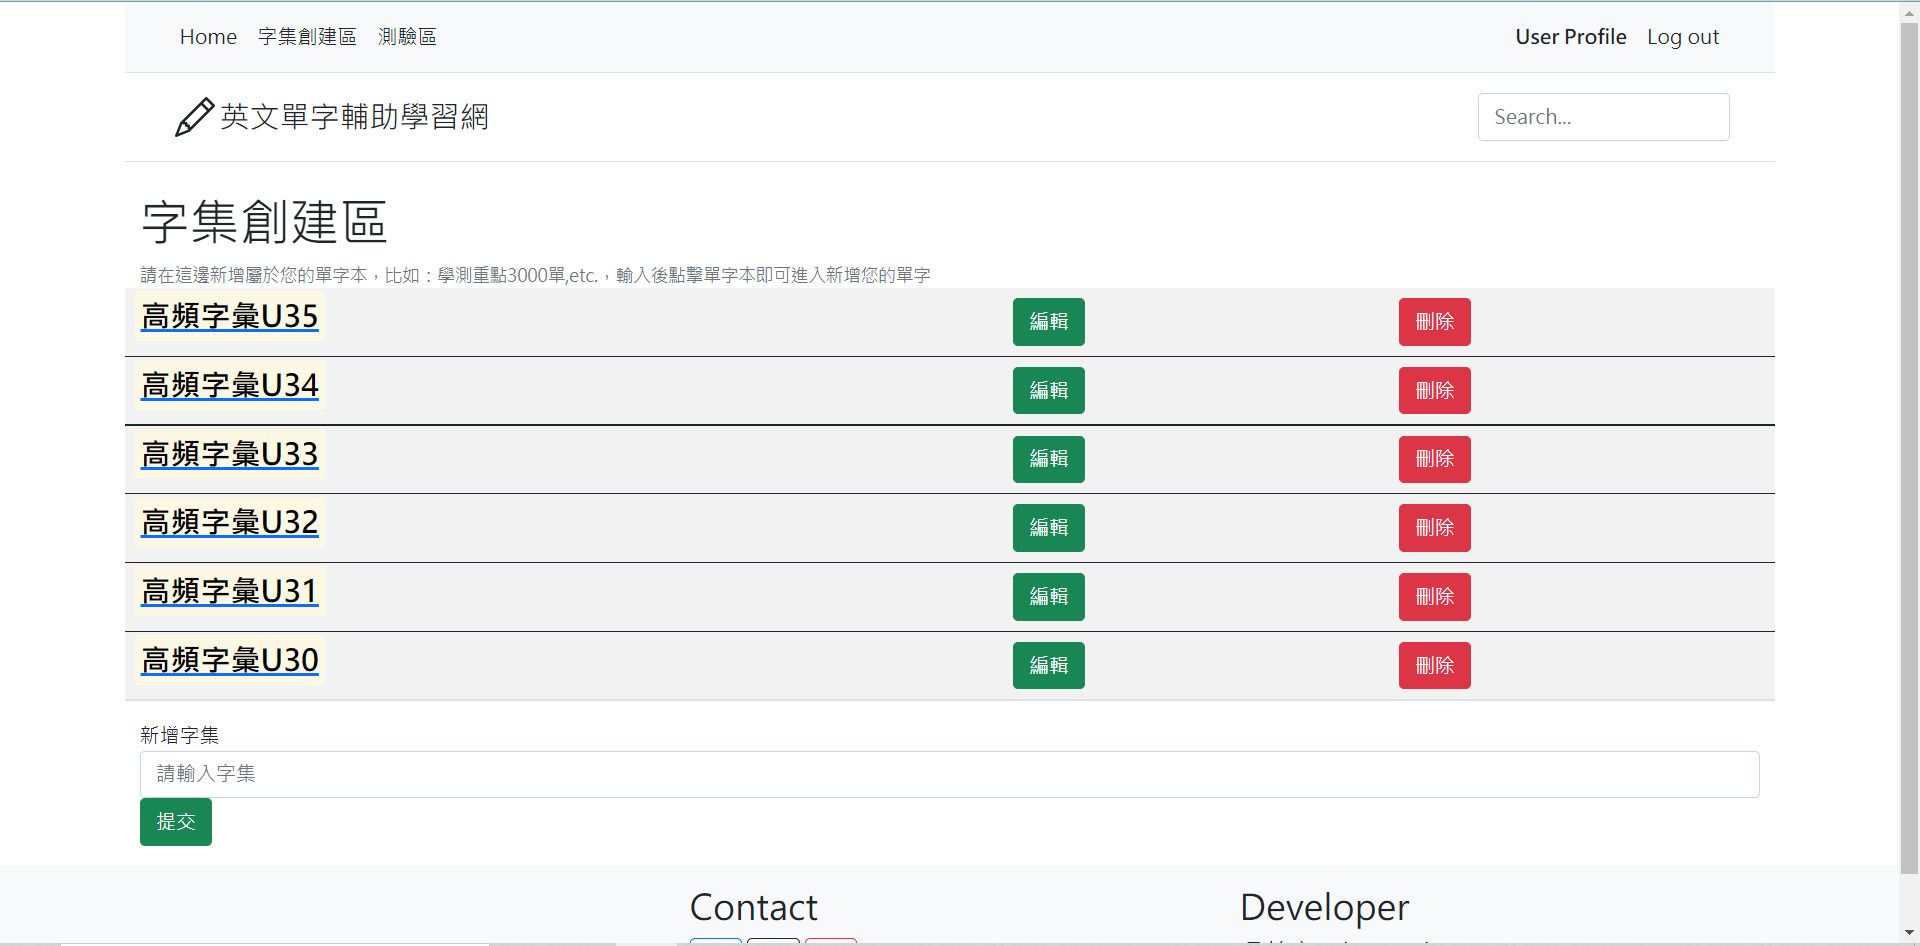 Home 字集創建區 測驗區 User Profile Log out
英文單字輔助學習網 Search...
字集創建區
請在這邊新增屬於您的單字本，比如：學測重點3000單,etc.，輸入後點擊單字本即可進入新增您的單字
高頻字彙U35 編輯 刪除
高頻字彙U34 編輯 刪除
高頻字彙U33 編輯 刪除
高頻字彙U32 編輯 刪除
高頻字彙U31 編輯 刪除
高頻字彙U30 編輯 刪除
新增字集
請輸入字集
提交
Contact Developer